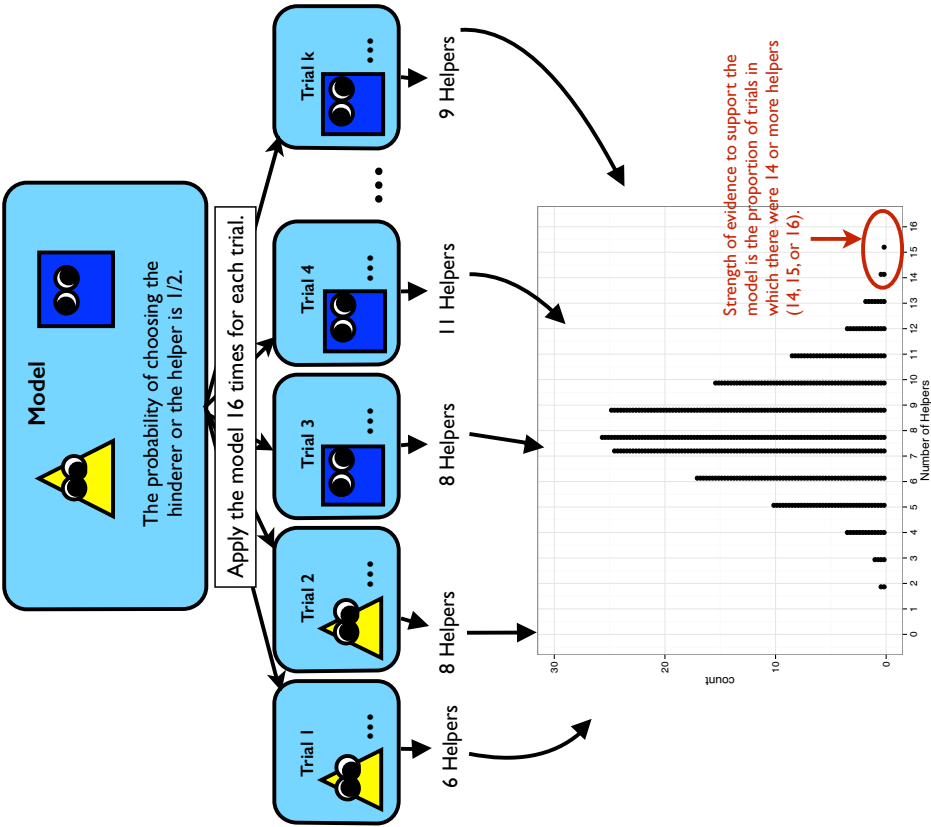 Model
The probability of choosing the
hinderer or the helper is 1/2.
Apply the model 16 times for each trial.
Trial 1
...
Trial 2
...
Trial 3
...
Trial 4
...
...
Trial k
...
6 Helpers
8 Helpers
8 Helpers
11 Helpers
9 Helpers
Strength of evidence to support the
model is the proportion of trials in
which there were 14 or more helpers
(14, 15, or 16).
30
20
10
0
count
0 1 2 3 4 5 6 7 8 9 10 11 12 13 14 15 16
Number of Helpers